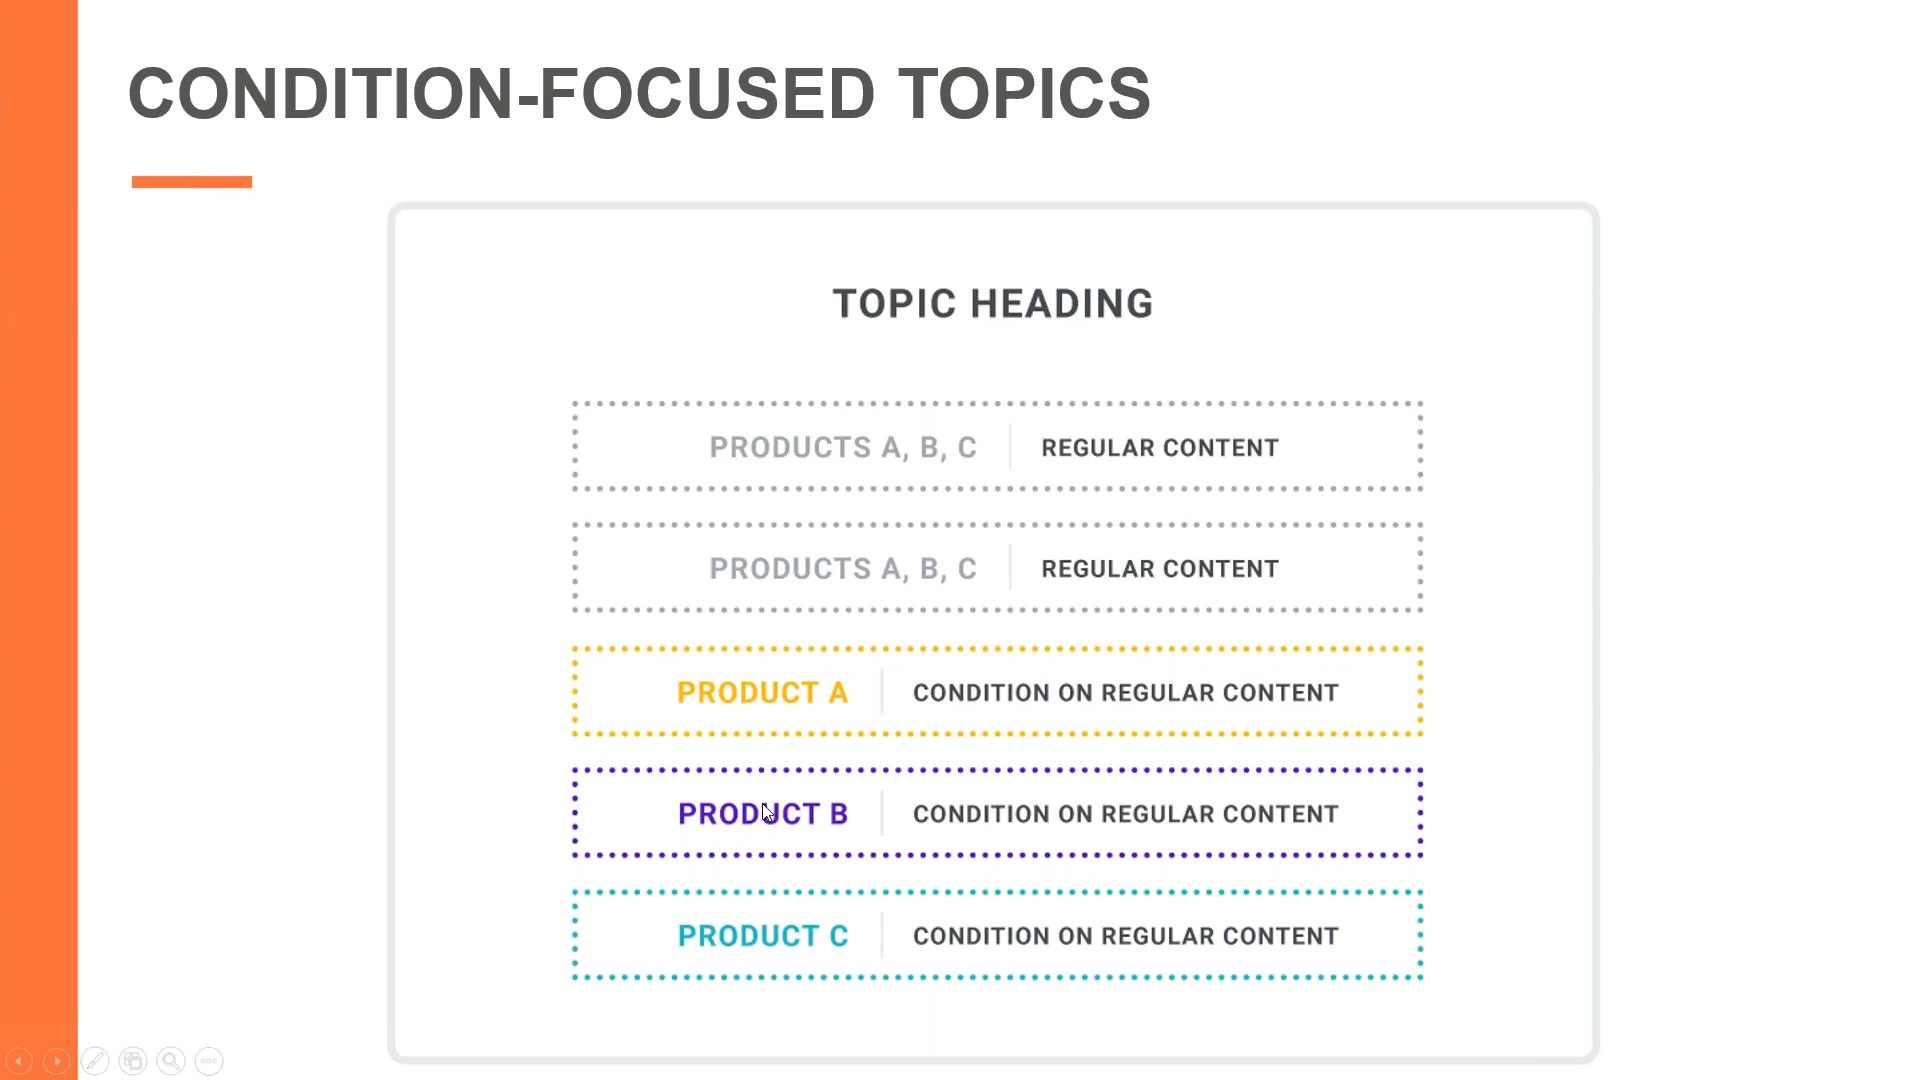 CONDITION-FOCUSED TOPICS
TOPIC HEADING
PRODUCTS A, B, C REGULAR CONTENT
PRODUCTS A, B, C REGULAR CONTENT
PRODUCT A CONDITION ON REGULAR CONTENT
PRODUCT B CONDITION ON REGULAR CONTENT
PRODUCT C CONDITION ON REGULAR CONTENT